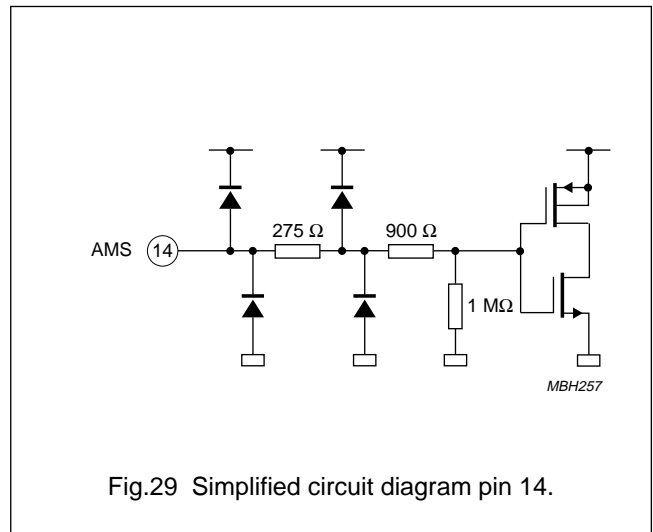 275 Ω
900 Ω
AMS 14
1 MΩ
MBH257
Fig.29 Simplified circuit diagram pin 14.